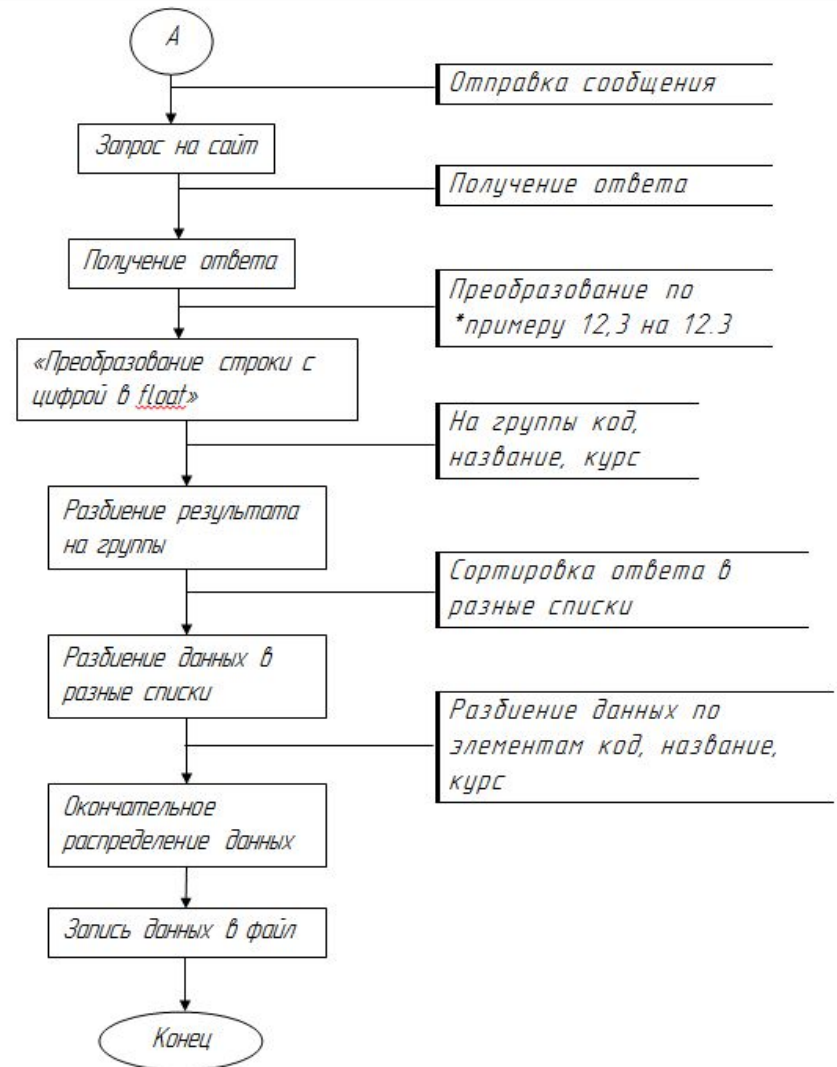 А
Отправка сообщения
Запрос на сайт
Получение ответа
Получение ответа
Преобразование по
*примеру 12,3 на 12.3
«Преобразование строки с
цифрой в float»
На группы код,
название, курс
Разбиение результата
на группы
Сортировка ответа в
разные списки
Разбиение данных в
разные списки
Разбиение данных по
элементам код, название,
курс
Окончательное
распределение данных
Запись данных в файл
Конец